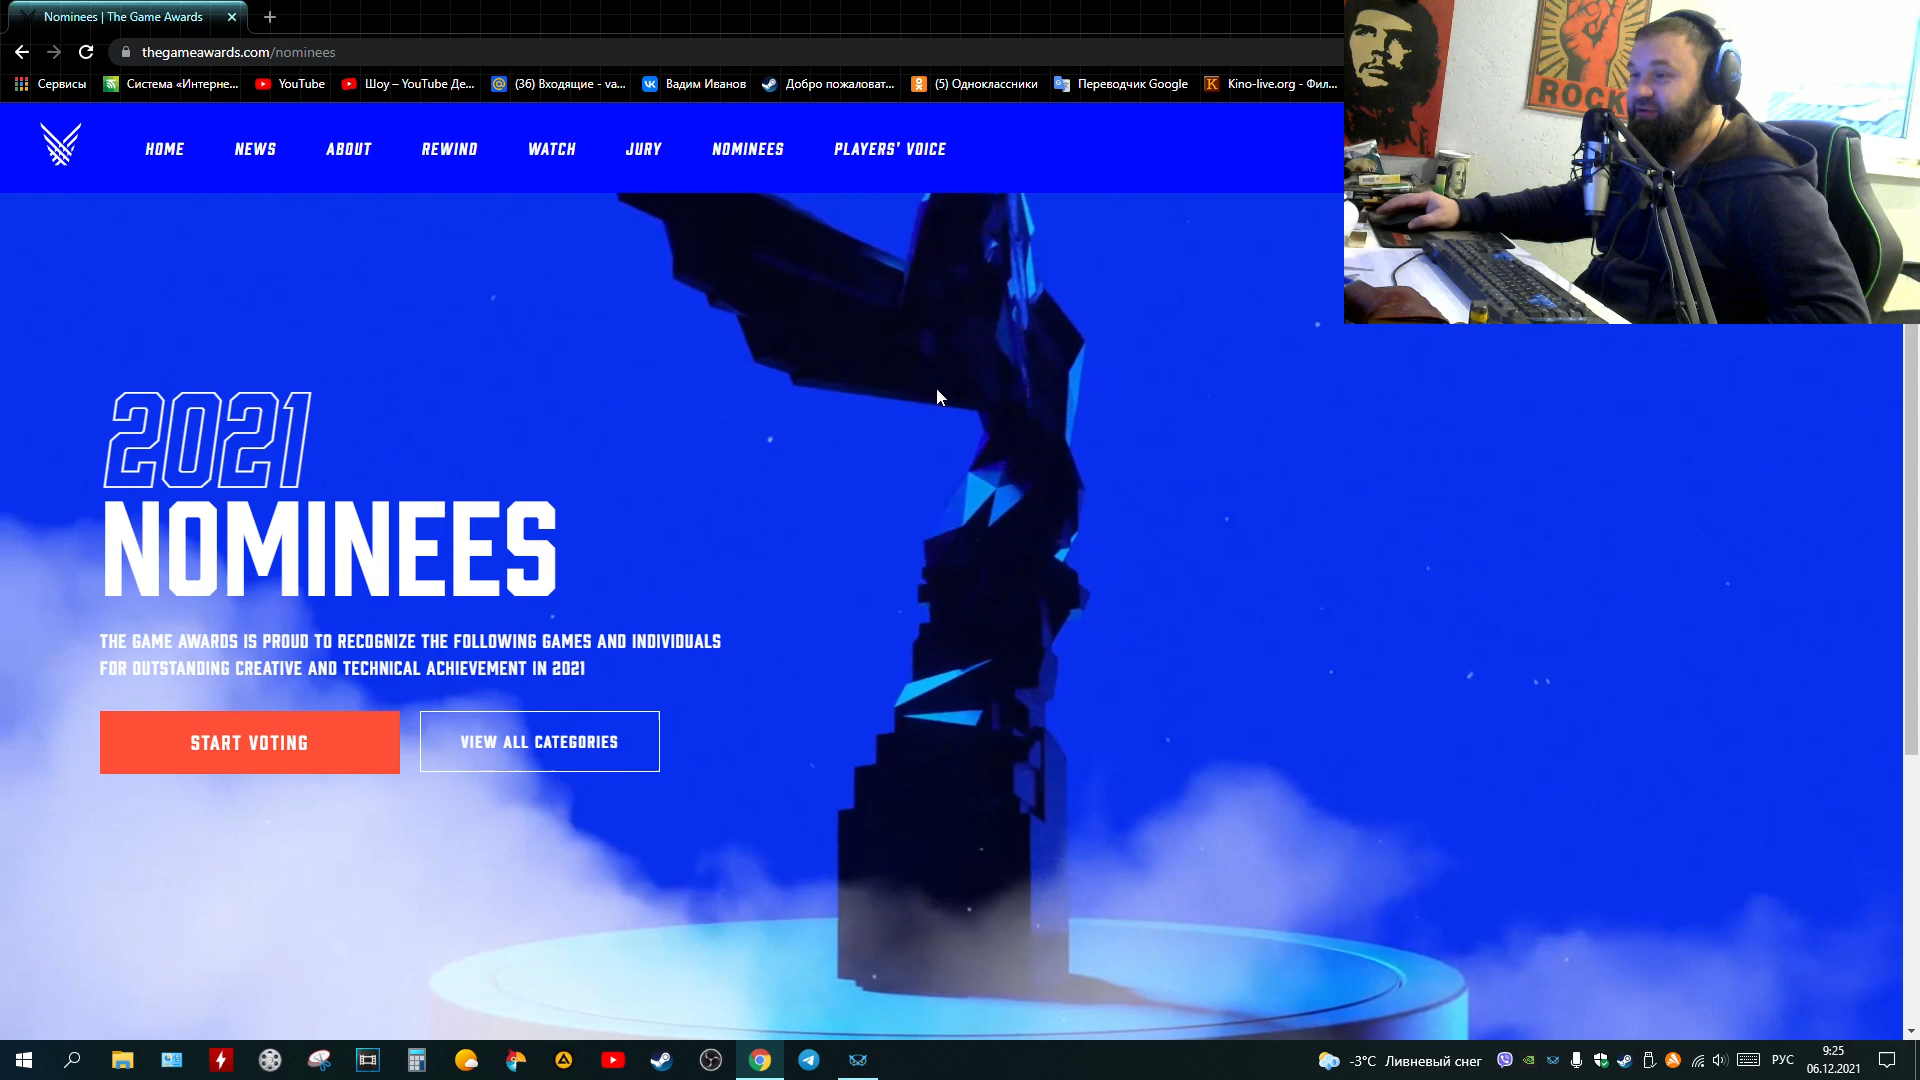 Nominees | The Game Awards
thegameawards.com/nominees
Сервисы
Система «Интерне...
YouTube
Шоу – YouTube Де...
(36) Входящие - va...
Вадим Иванов
Добро пожаловат...
(5) Одноклассники
Переводчик Google
Kino-live.org - Фил...
ROCK
HOME
NEWS
ABOUT
REWIND
WATCH
JURY
NOMINEES
PLAYERS' VOICE
2021
NOMINEES
THE GAME AWARDS IS PROUD TO RECOGNIZE THE FOLLOWING GAMES AND INDIVIDUALS
FOR OUTSTANDING CREATIVE AND TECHNICAL ACHIEVEMENT IN 2021
START VOTING
VIEW ALL CATEGORIES
-3°C Ливневый снег
РУС
9:25
06.12.2021